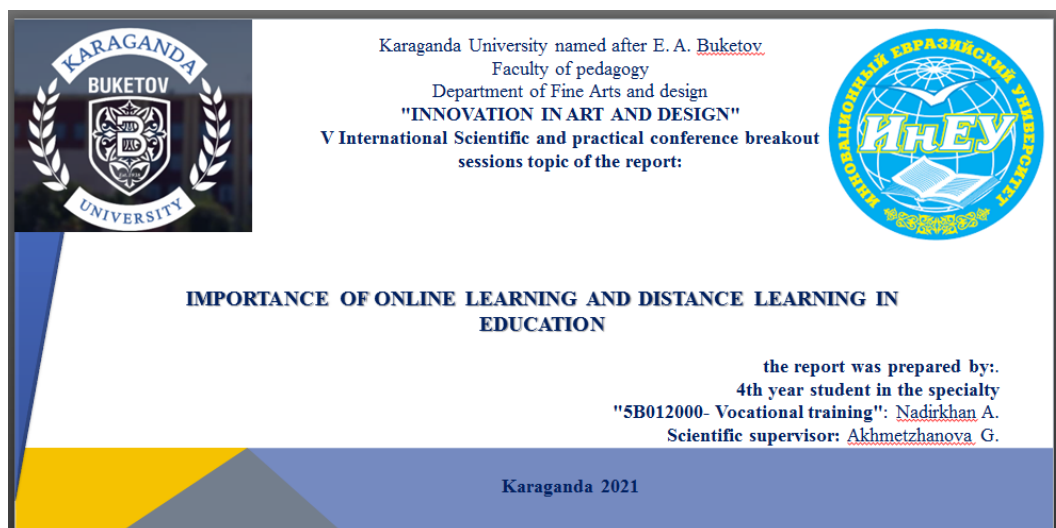 KARAGANDA
BUKETOV
UNIVERSITY
Karaganda University named after E. A. Buketov
Faculty of pedagogy
Department of Fine Arts and design
"INNOVATION IN ART AND DESIGN"
V International Scientific and practical conference breakout
sessions topic of the report:
ИННОВАЦИОННЫЙ ЕВРАЗИЙСКИЙ УНИВЕРСИТЕТ
ИнЕУ
IMPORTANCE OF ONLINE LEARNING AND DISTANCE LEARNING IN
EDUCATION
the report was prepared by:.
4th year student in the specialty
"5B012000- Vocational training": Nadirkhan A.
Scientific supervisor: Akhmetzhanova G.
Karaganda 2021